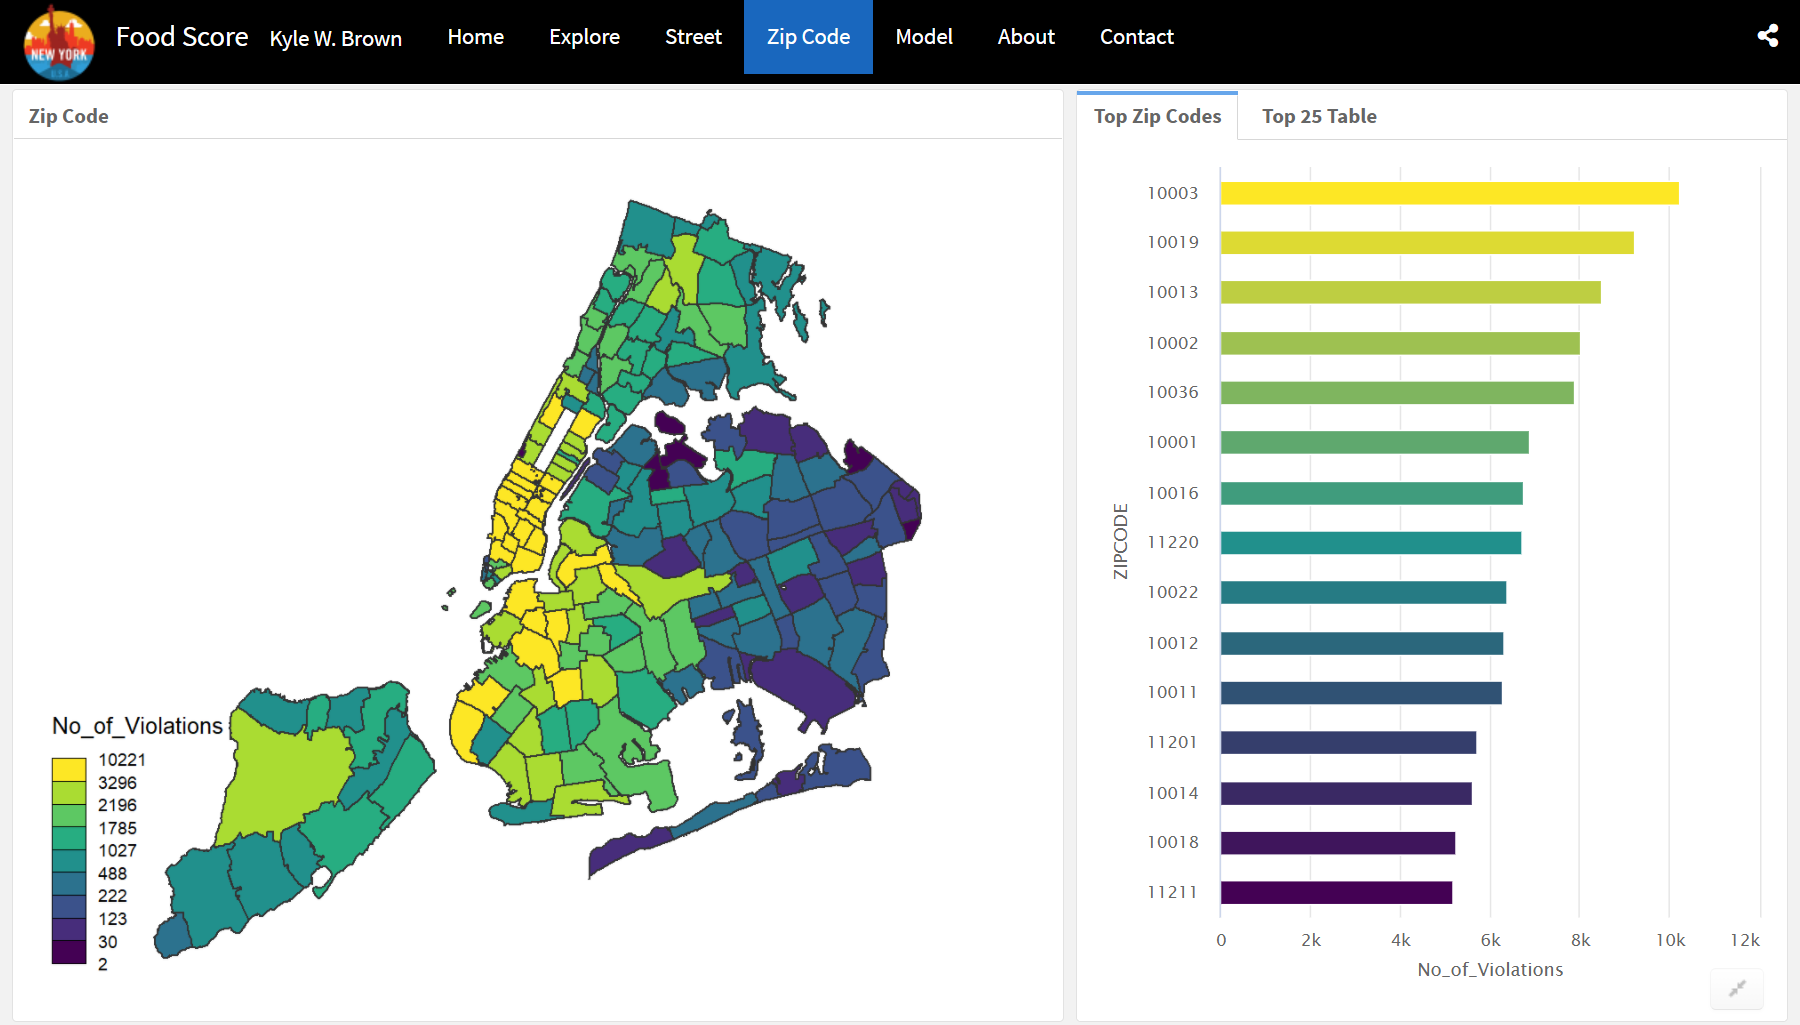 NEW YORK
U.S.A
Food Score
Kyle W. Brown
Home
Explore
Street
Zip Code
Model
About
Contact
Zip Code
No_of_Violations
10221
3296
2196
1785
1027
488
222
123
30
2
Top Zip Codes
Top 25 Table
ZIPCODE
10003
10019
10013
10002
10036
10001
10016
11220
10022
10012
10011
11201
10014
10018
11211
0 2k 4k 6k 8k 10k 12k
No_of_Violations